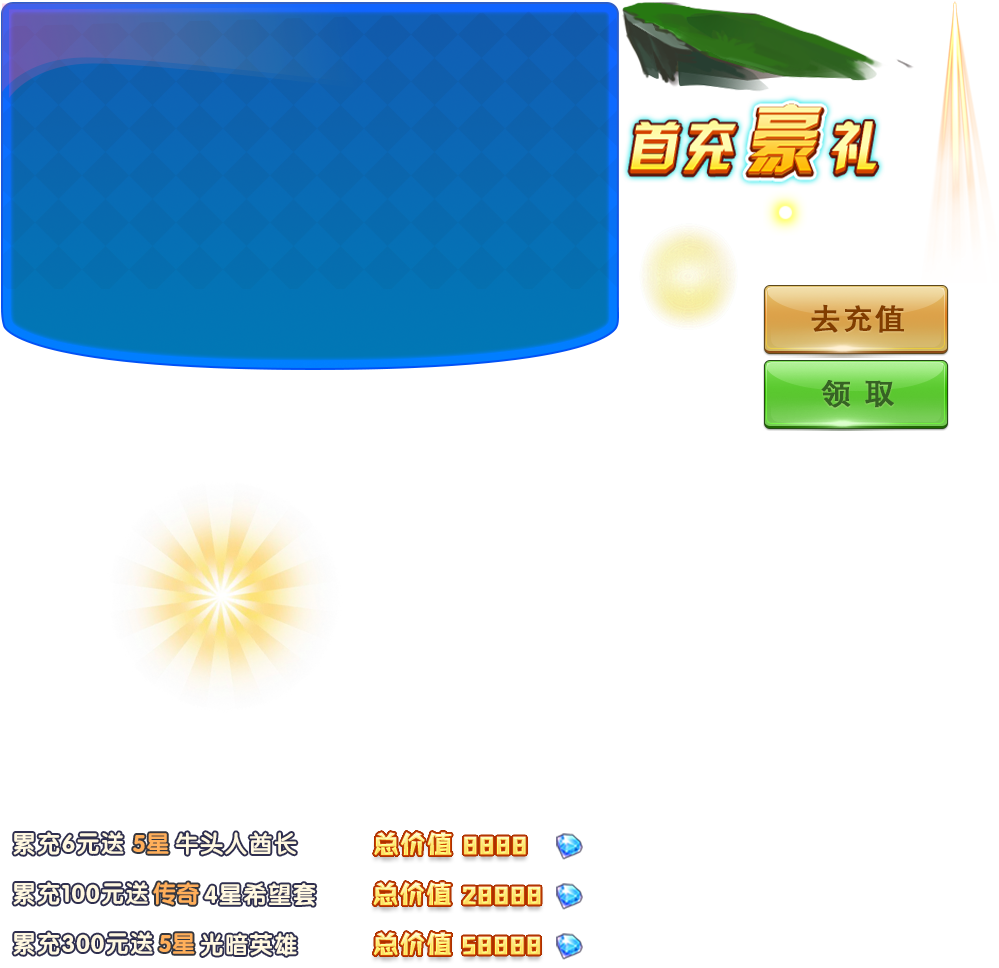 首充豪礼
去充值
领 取
累充6元送 5星 牛头人酋长 总价值 8888
累充100元送 传奇 4星希望套 总价值 28888
累充300元送 5星 光暗英雄 总价值 58888